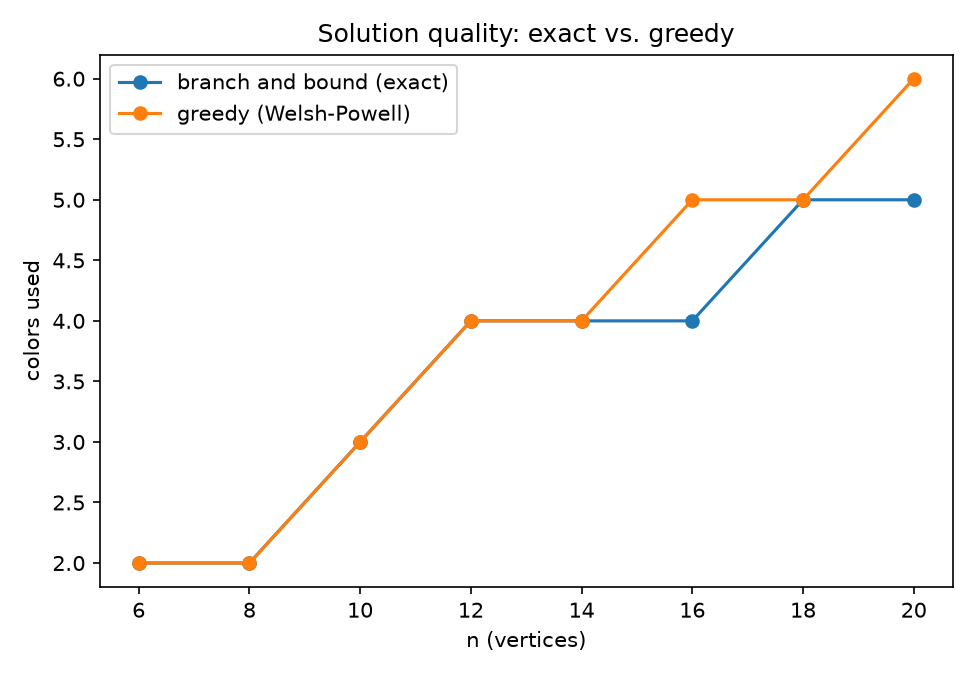 Solution quality: exact vs. greedy
branch and bound (exact)
greedy (Welsh-Powell)
colors used
6.0
5.5
5.0
4.5
4.0
3.5
3.0
2.5
2.0
6 8 10 12 14 16 18 20
n (vertices)